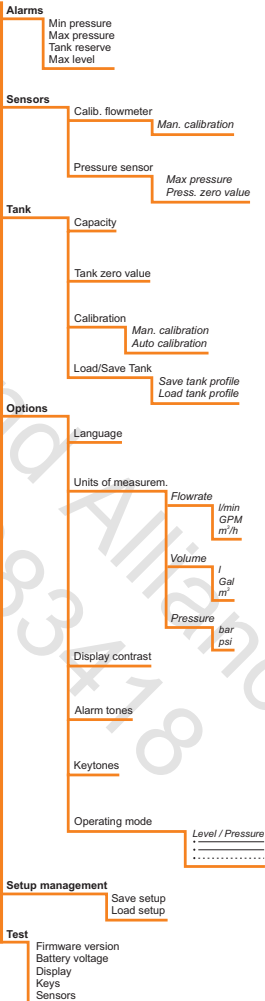 Alarms
Min pressure
Max pressure
Tank reserve
Max level
Sensors
Calib. flowmeter
Man. calibration
Pressure sensor
Max pressure
Press. zero value
Tank
Capacity
Tank zero value
Calibration
Man. calibration
Auto calibration
Load/Save Tank
Save tank profile
Load tank profile
Options
Language
Units of measurem.
Flowrate
l/min
GPM
m³/h
Volume
l
Gal
m³
Pressure
bar
psi
Display contrast
Alarm tones
Keytones
Operating mode
Level / Pressure
Setup management
Save setup
Load setup
Test
Firmware version
Battery voltage
Display
Keys
Sensors